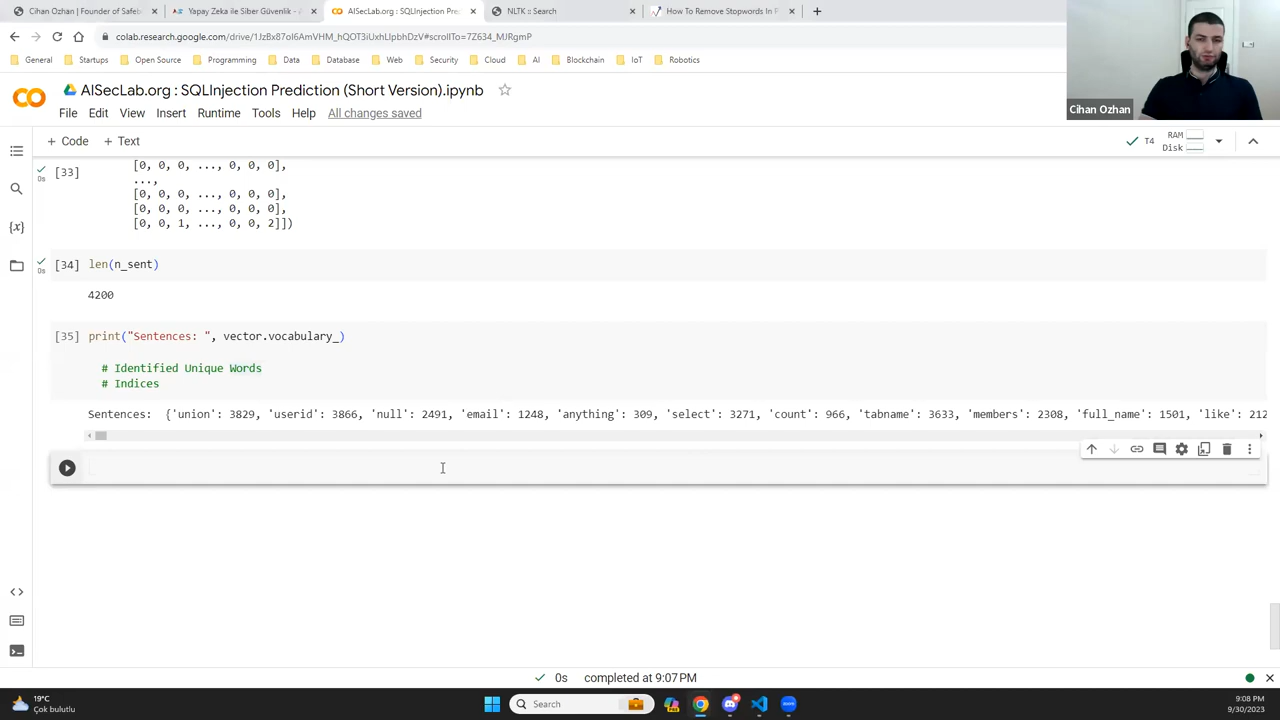 Cihan Ozhan | Founder of Safeb
Yapay Zeka ile Siber Güvenlik - A
AISecLab.org : SQLInjection Pre
NLTK :: Search
How To Remove Stopwords In P
colab.research.google.com/drive/1JzBx87oI6AmVHM_hQOT3iUxhLlpbhDzV#scrollTo=7Z634_MJRgmP
General
Startups
Open Source
Programming
Data
Database
Web
Security
Cloud
AI
Blockchain
IoT
Robotics
AISecLab.org : SQLInjection Prediction (Short Version).ipynb
Cihan Ozhan
File Edit View Insert Runtime Tools Help All changes saved
+ Code + Text
T4
RAM
Disk
[33]
0s
[0, 0, 0, ..., 0, 0, 0],
...,
[0, 0, 0, ..., 0, 0, 0],
[0, 0, 0, ..., 0, 0, 0],
[0, 0, 1, ..., 0, 0, 2]])
[34] len(n_sent)
0s
4200
[35] print("Sentences: ", vector.vocabulary_)
# Identified Unique Words
# Indices
Sentences: {'union': 3829, 'userid': 3866, 'null': 2491, 'email': 1248, 'anything': 309, 'select': 3271, 'count': 966, 'tabname': 3633, 'members': 2308, 'full_name': 1501, 'like': 212
{x}
0s completed at 9:07 PM
19°C
Çok bulutlu
Search
9:08 PM
9/30/2023